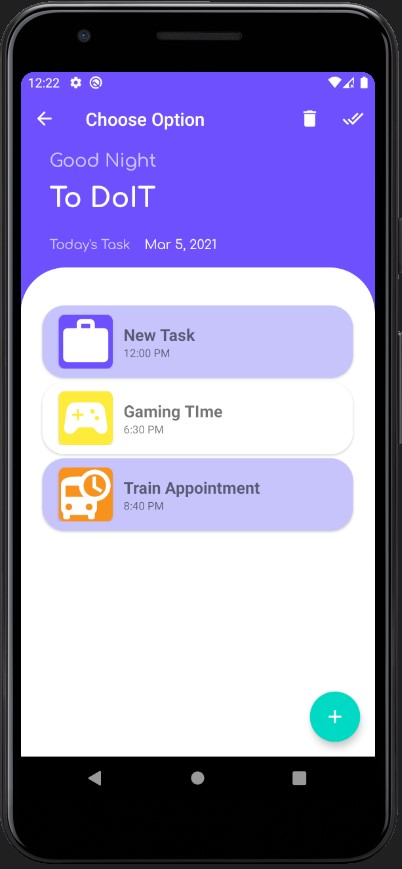 12:22
Choose Option
Good Night
To DoIT
Today's Task Mar 5, 2021
New Task
12:00 PM
Gaming TIme
6:30 PM
Train Appointment
8:40 PM